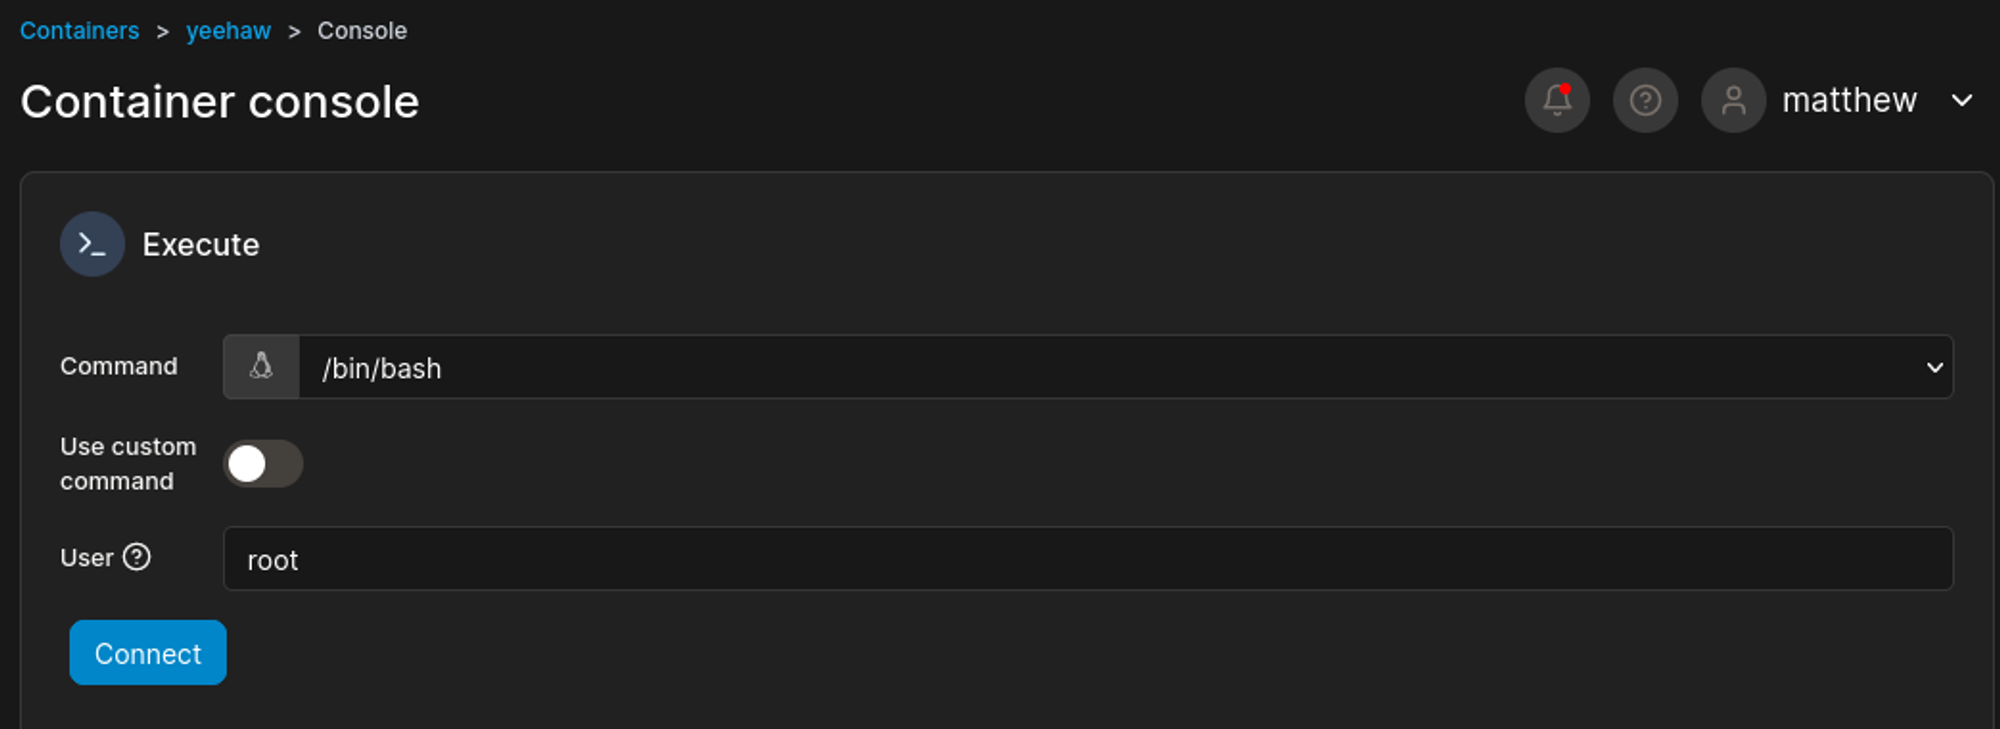 Containers > yeehaw > Console
Container console
matthew
Execute
Command
/bin/bash
Use custom
command
User
root
Connect